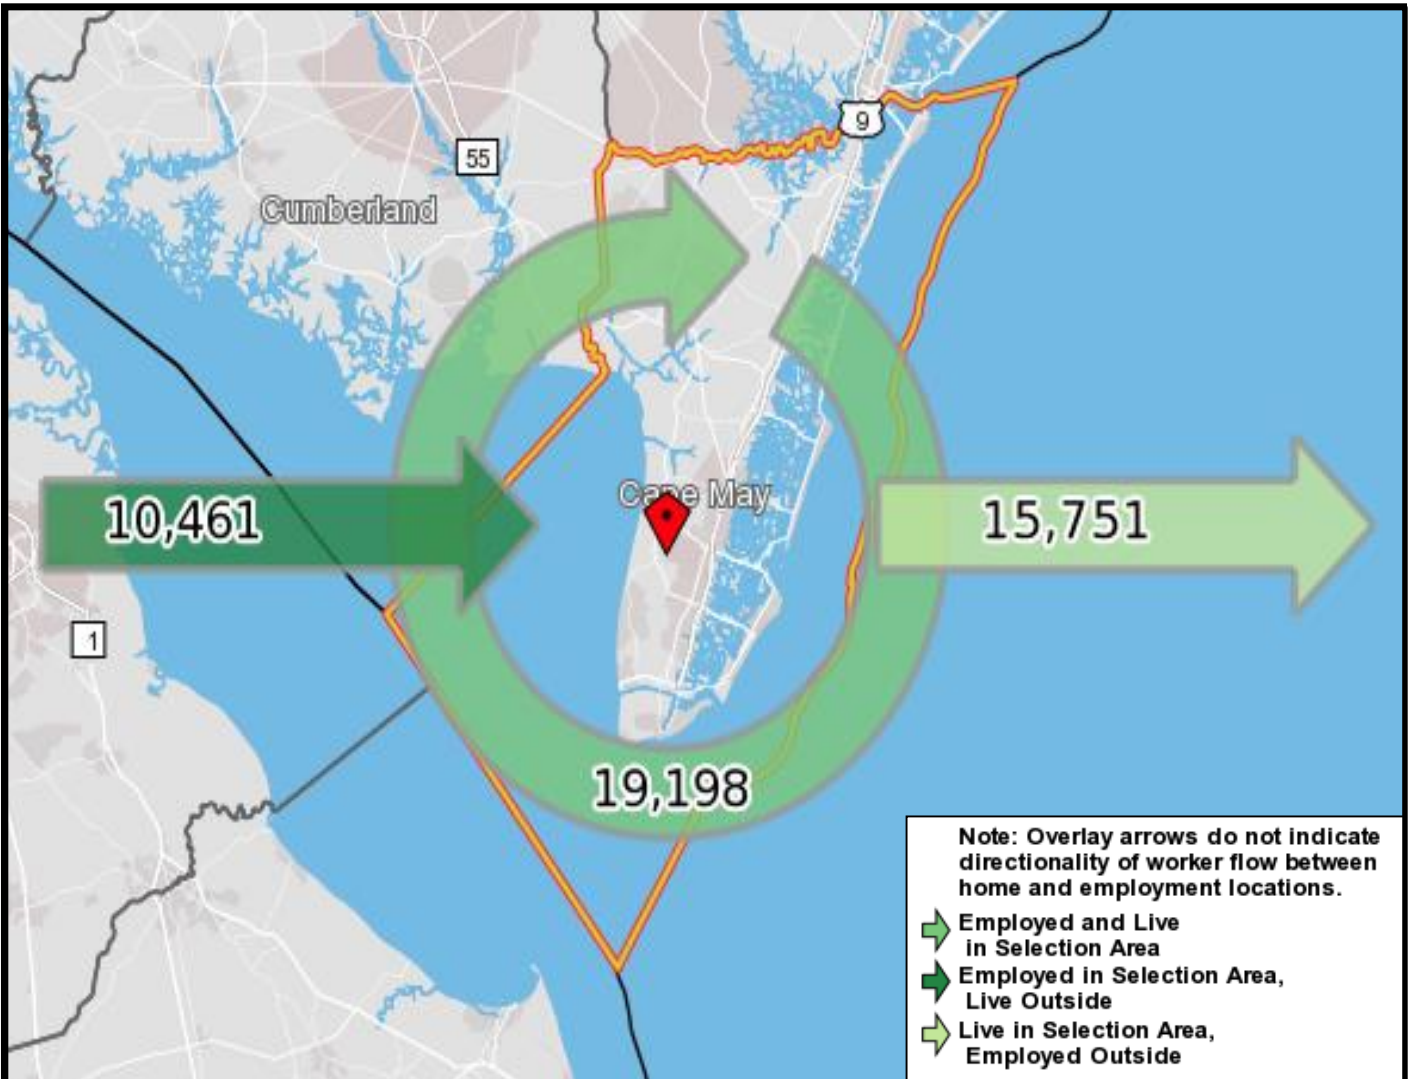 9
55
Cumberland
Cape May
10,461
15,751
1
19,198
Note: Overlay arrows do not indicate
directionality of worker flow between
home and employment locations.
Employed and Live
in Selection Area
Employed in Selection Area,
Live Outside
Live in Selection Area,
Employed Outside